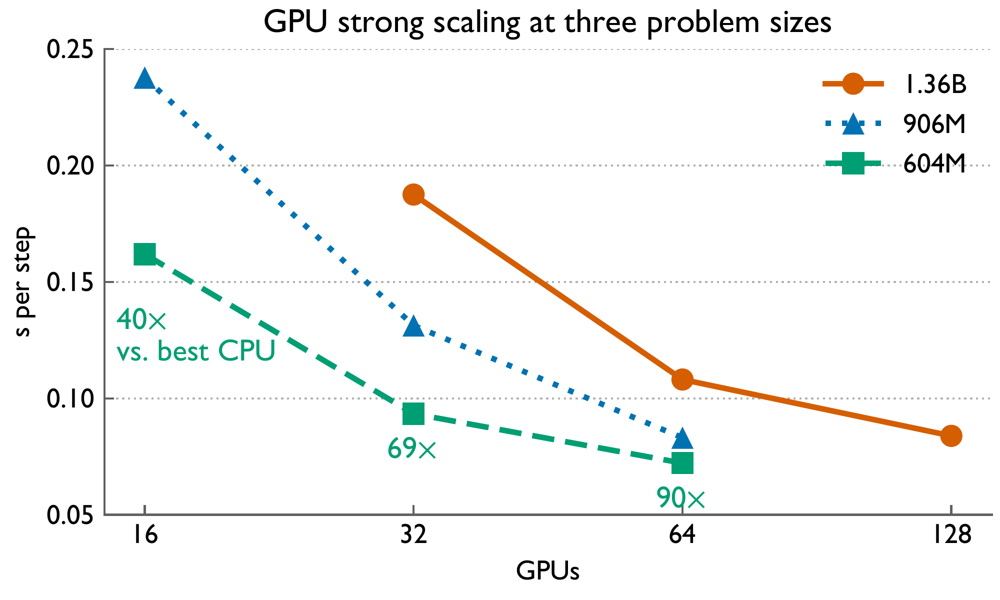 GPU strong scaling at three problem sizes
0.25
0.20
0.15
0.10
0.05
s per step
1.36B
906M
604M
40×
vs. best CPU
69×
90×
16
32
64
128
GPUs